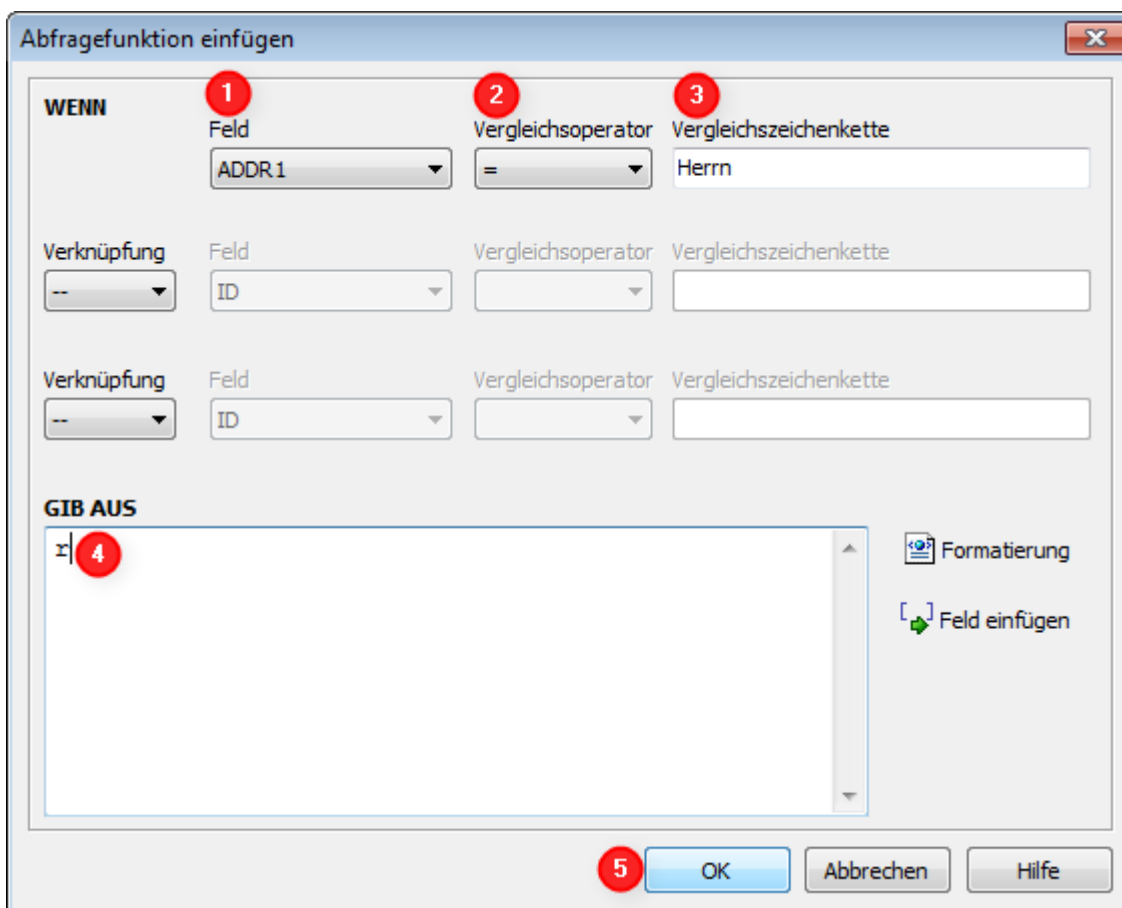 Abfragefunktion einfügen
WENN
1 2 3
Feld Vergleichsoperator Vergleichszeichenkette
ADDR1 = Herrn
Verknüpfung Feld Vergleichsoperator Vergleichszeichenkette
-- ID
Verknüpfung Feld Vergleichsoperator Vergleichszeichenkette
-- ID
GIB AUS
r 4
Formatierung
Feld einfügen
5 OK Abbrechen Hilfe